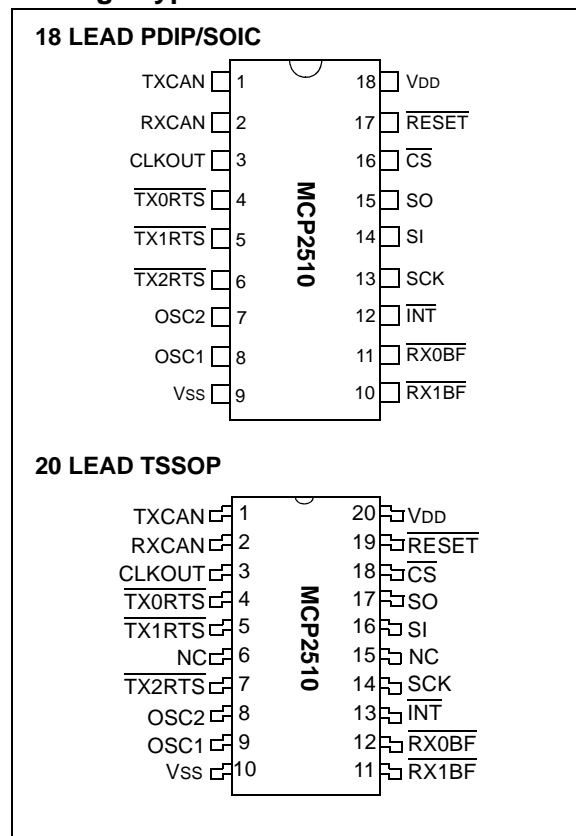 18 LEAD PDIP/SOIC
TXCAN 1 18 VDD
RXCAN 2 17 RESET
CLKOUT 3 16 CS
TX0RTS 4 15 SO
TX1RTS 5 14 SI
TX2RTS 6 13 SCK
OSC2 7 12 INT
OSC1 8 11 RX0BF
VSS 9 10 RX1BF
MCP2510
20 LEAD TSSOP
TXCAN 1 20 VDD
RXCAN 2 19 RESET
CLKOUT 3 18 CS
TX0RTS 4 17 SO
TX1RTS 5 16 SI
NC 6 15 NC
TX2RTS 7 14 SCK
OSC2 8 13 INT
OSC1 9 12 RX0BF
VSS 10 11 RX1BF
MCP2510